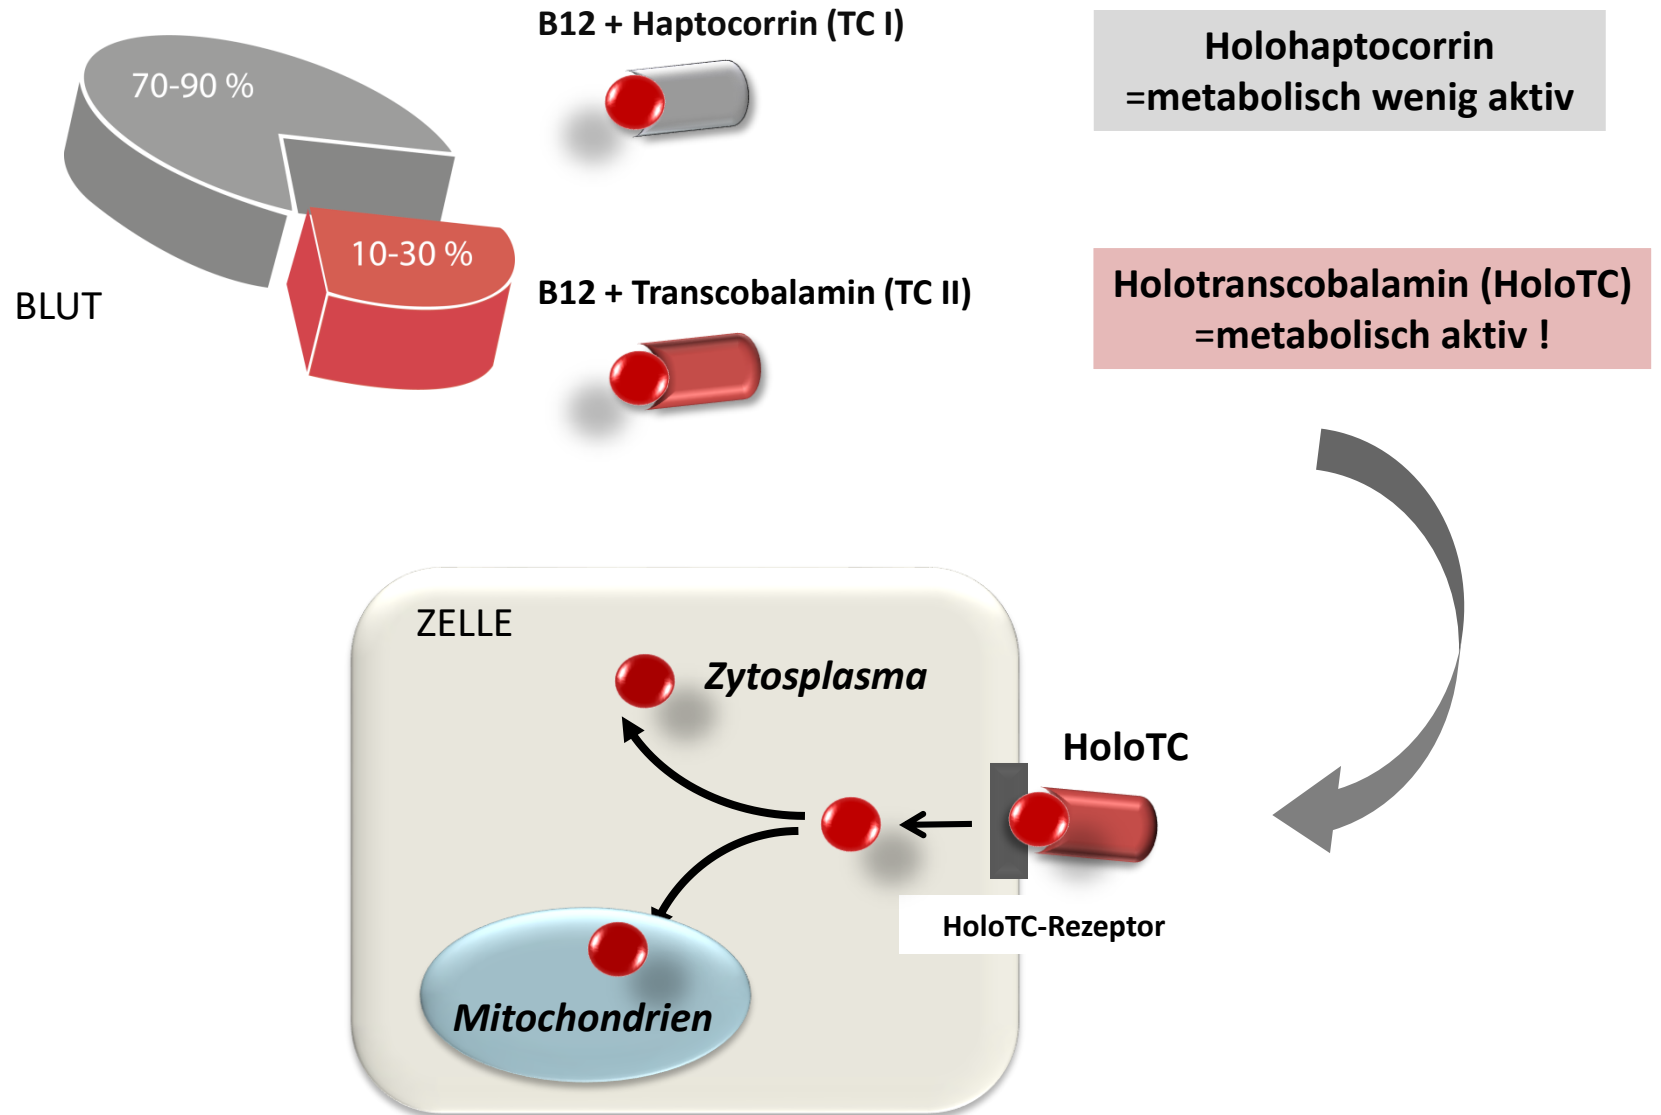 B12 + Haptocorrin (TC I)
Holohaptocorrin
=metabolisch wenig aktiv
70-90 %
10-30 %
BLUT
B12 + Transcobalamin (TC II)
Holotranscobalamin (HoloTC)
=metabolisch aktiv !
ZELLE
Zytosplasma
HoloTC
HoloTC-Rezeptor
Mitochondrien